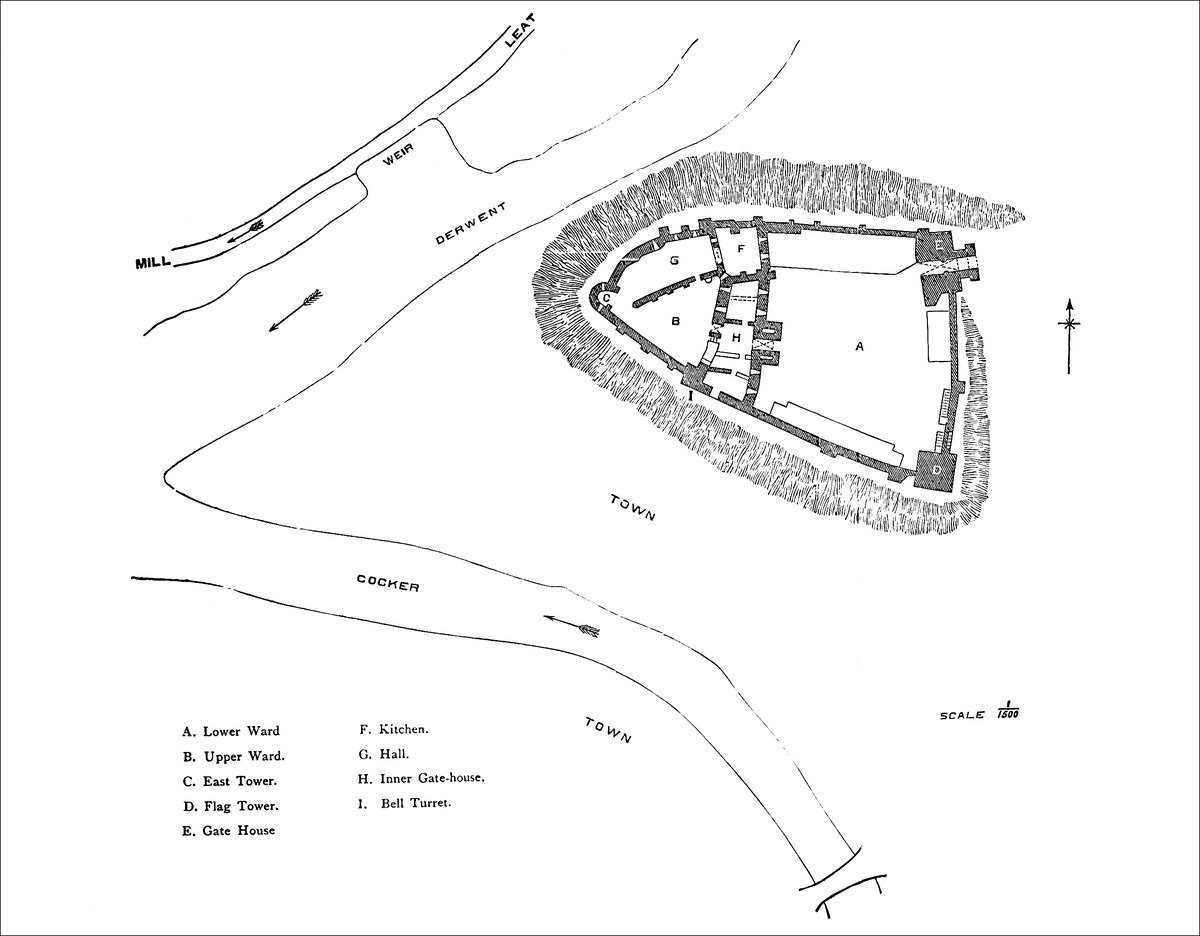 LEAT
WEIR
DERWENT
MILL
E
F
G
C
B
H
A
I
D
TOWN
COCKER
SCALE 1/1500
TOWN
A. Lower Ward
B. Upper Ward.
C. East Tower.
D. Flag Tower.
E. Gate House
F. Kitchen.
G. Hall.
H. Inner Gate-house.
I. Bell Turret.